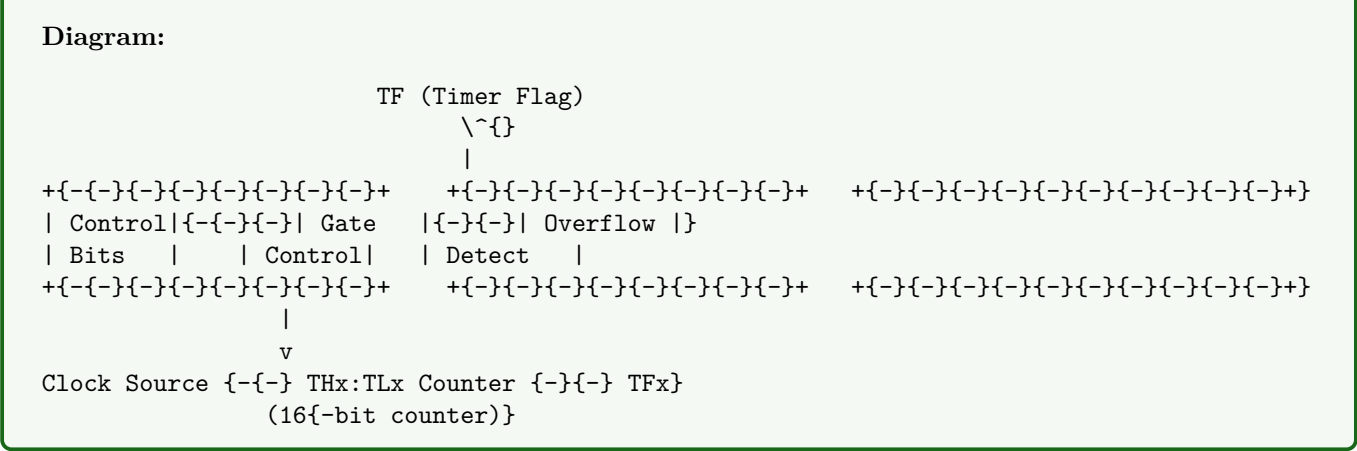 Diagram:
TF (Timer Flag)
\^{}
|
+{-{-}{-}{-}{-}{-}{-}{-}+    +{-}{-}{-}{-}{-}{-}{-}{-}+   +{-}{-}{-}{-}{-}{-}{-}{-}{-}{-}+}
| Control|{-{-}{-}| Gate   |{-}{-}| Overflow |}
| Bits   |    | Control|   | Detect   |
+{-{-}{-}{-}{-}{-}{-}{-}+    +{-}{-}{-}{-}{-}{-}{-}{-}+   +{-}{-}{-}{-}{-}{-}{-}{-}{-}{-}+}
|
v
Clock Source {-{-} THx:TLx Counter {-}{-} TFx}
(16{-bit counter)}